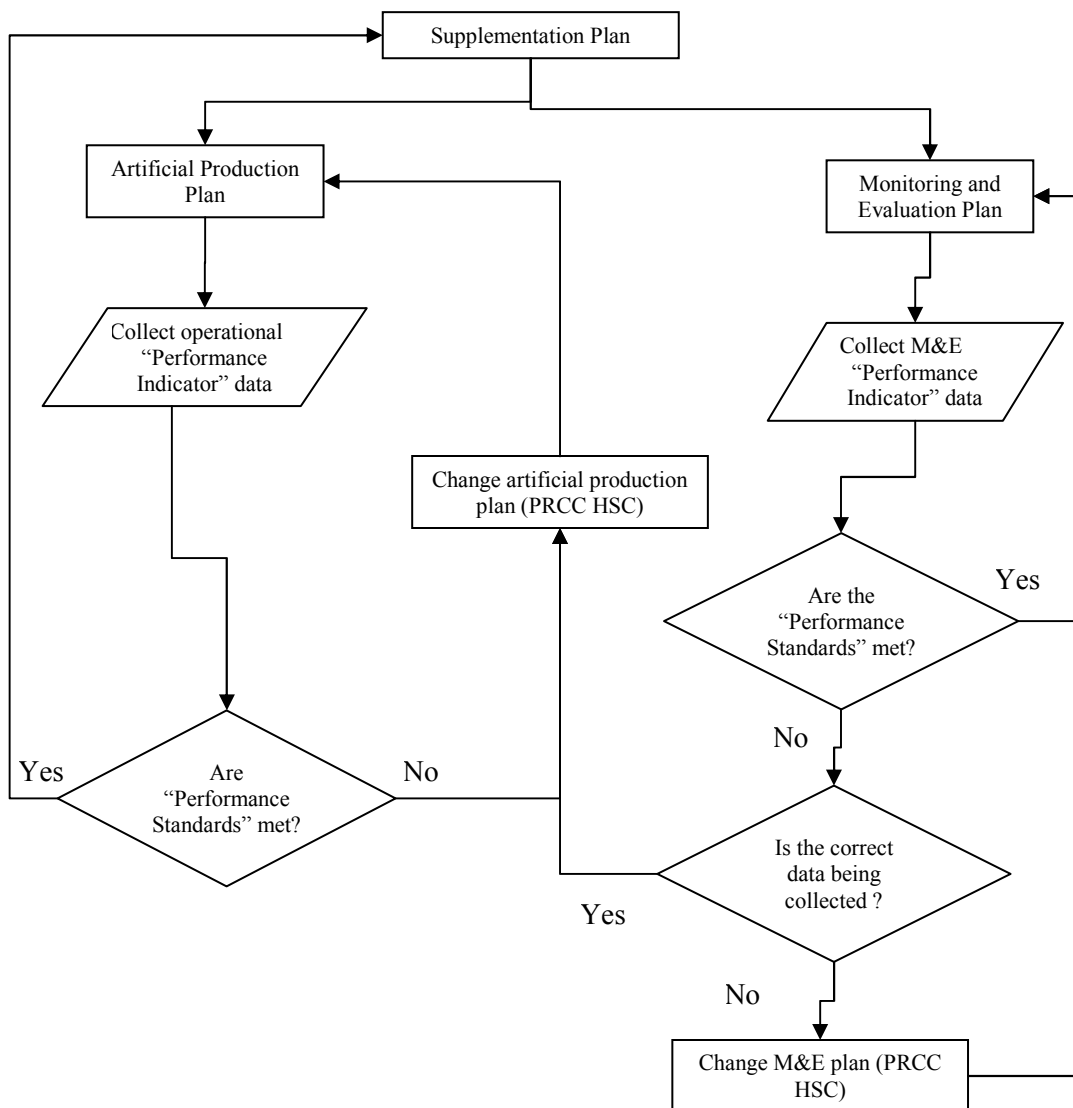 Supplementation Plan
Artificial Production
Plan
Monitoring and
Evaluation Plan
Collect operational
“Performance
Indicator” data
Collect M&E
“Performance
Indicator” data
Change artificial production
plan (PRCC HSC)
Are the
“Performance
Standards” met?
Yes
No
Are
“Performance
Standards” met?
Yes
No
Is the correct
data being
collected ?
Yes
No
Change M&E plan (PRCC
HSC)